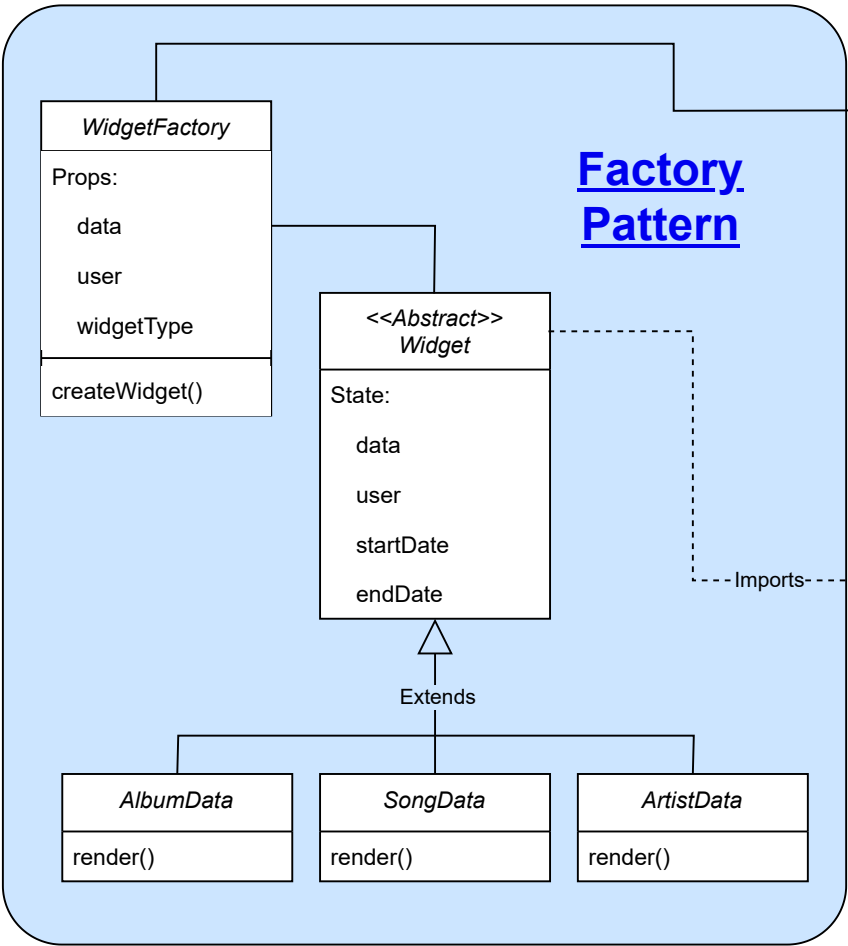 WidgetFactory
Props:
data
user
widgetType
createWidget()
Factory
Pattern
<<Abstract>>
Widget
State:
data
user
startDate
endDate
Imports
Extends
AlbumData
render()
SongData
render()
ArtistData
render()